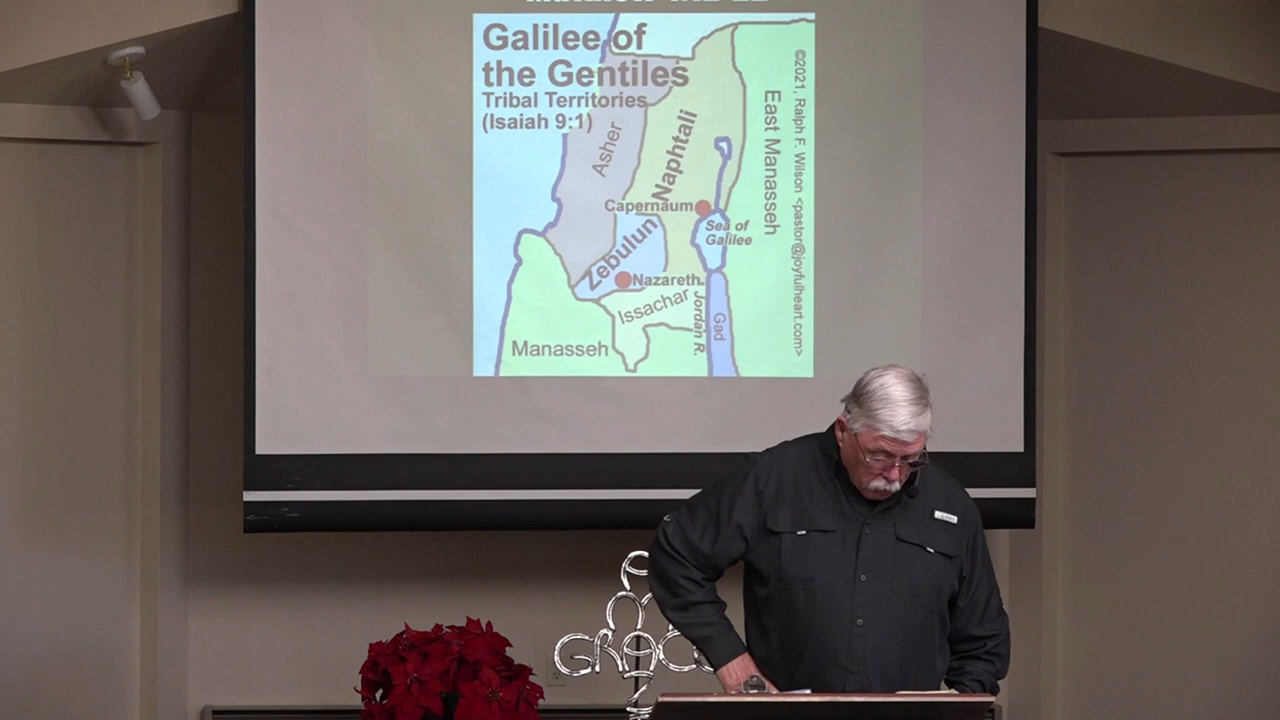 Galilee of
the Gentiles
Tribal Territories
(Isaiah 9:1)
Asher
Naphtali
East Manasseh
©2021, Ralph F. Wilson <pastor@joyfulheart.com>
Capernaum
Sea of
Galilee
Zebulun
Nazareth
Issachar
Jordan R.
Gad
Manasseh
GRACE